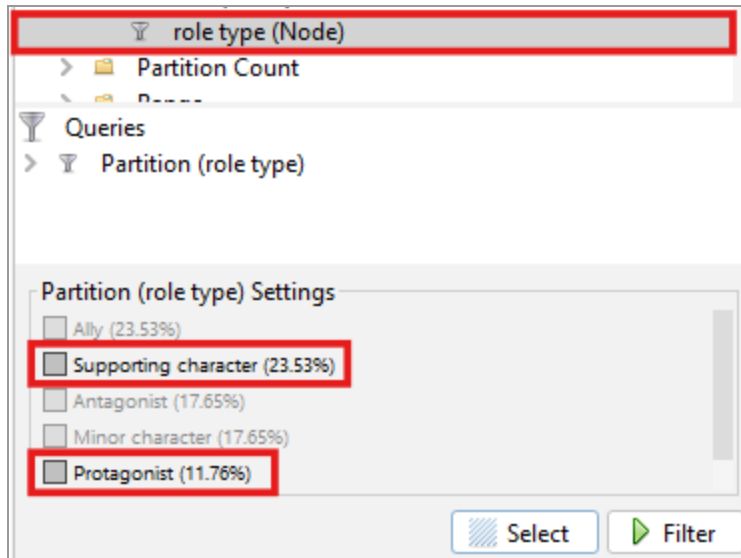 role type (Node)
Partition Count
Range
Queries
Partition (role type)
Partition (role type) Settings
Ally (23.53%)
Supporting character (23.53%)
Antagonist (17.65%)
Minor character (17.65%)
Protagonist (11.76%)
Select
Filter